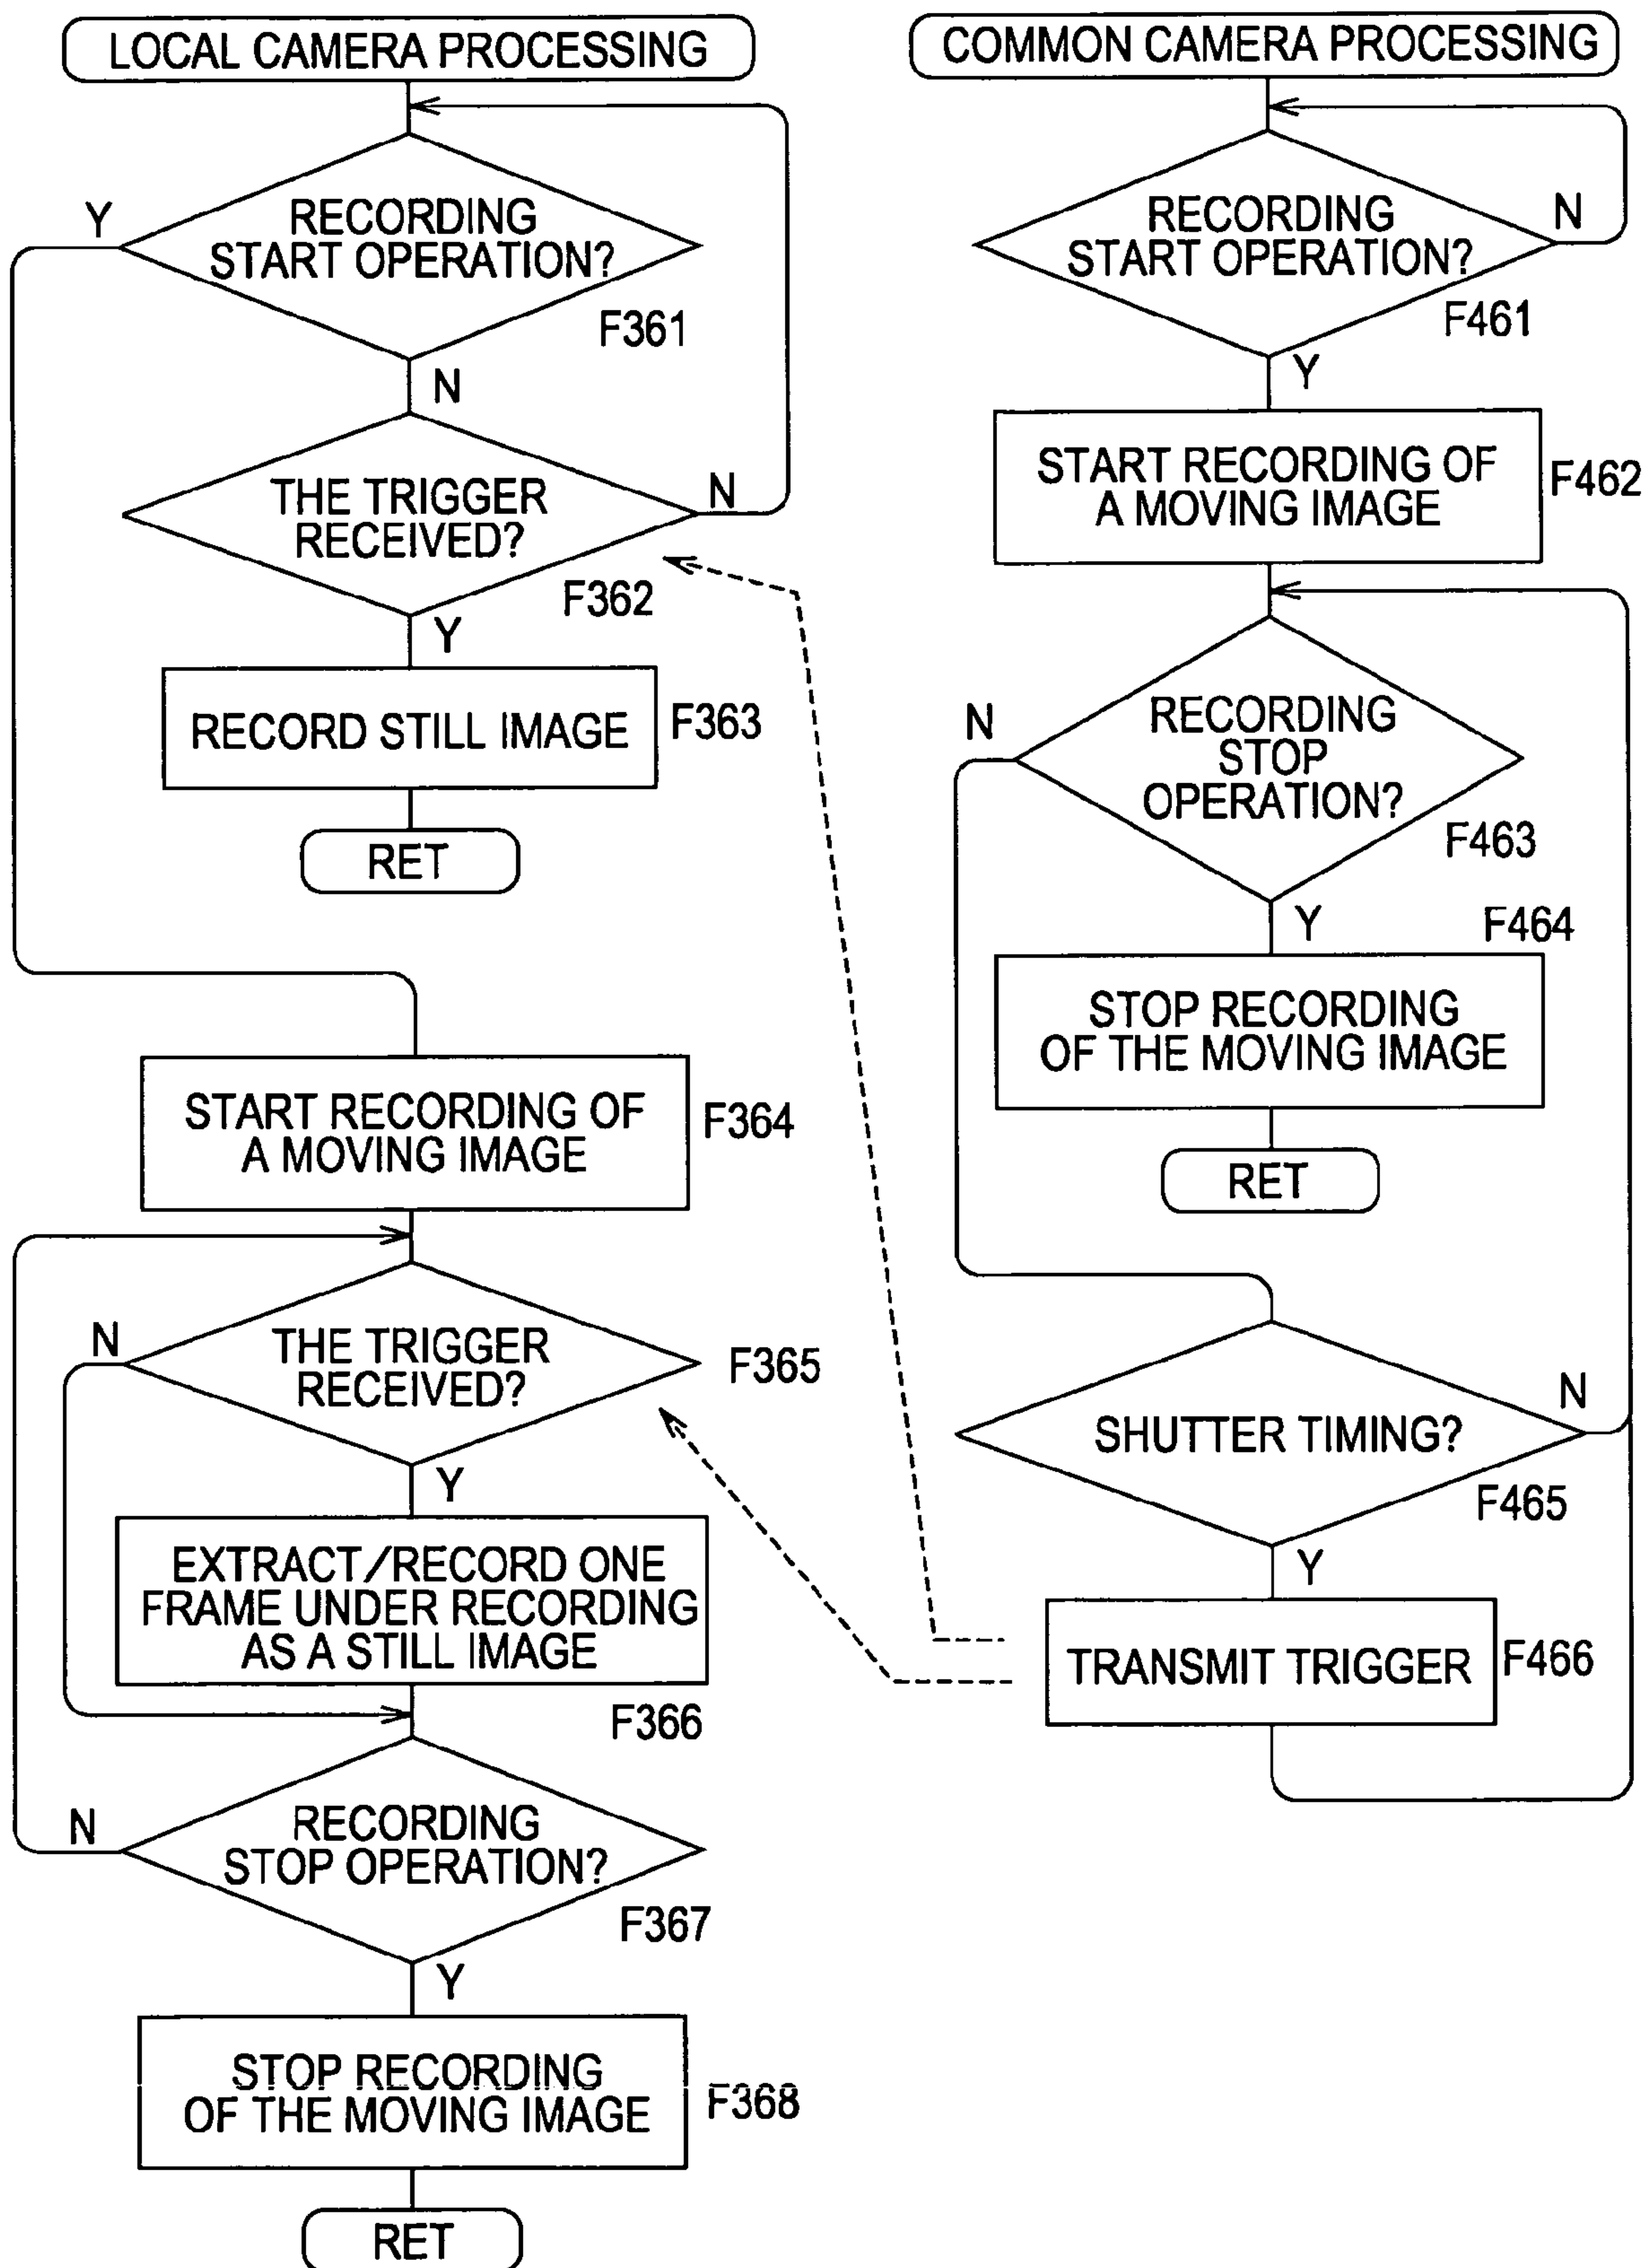 LOCAL CAMERA PROCESSING
Y
RECORDING
START OPERATION?
F361
N
THE TRIGGER
RECEIVED?
N
F362
Y
RECORD STILL IMAGE
F363
RET
START RECORDING OF
A MOVING IMAGE
F364
N
THE TRIGGER
RECEIVED?
F365
Y
EXTRACT/RECORD ONE
FRAME UNDER RECORDING
AS A STILL IMAGE
F366
N
RECORDING
STOP OPERATION?
F367
Y
STOP RECORDING
OF THE MOVING IMAGE
F368
RET
COMMON CAMERA PROCESSING
RECORDING
START OPERATION?
N
F461
Y
START RECORDING OF
A MOVING IMAGE
F462
N
RECORDING
STOP
OPERATION?
F463
Y
F464
STOP RECORDING
OF THE MOVING IMAGE
RET
N
SHUTTER TIMING?
F465
Y
TRANSMIT TRIGGER
F466